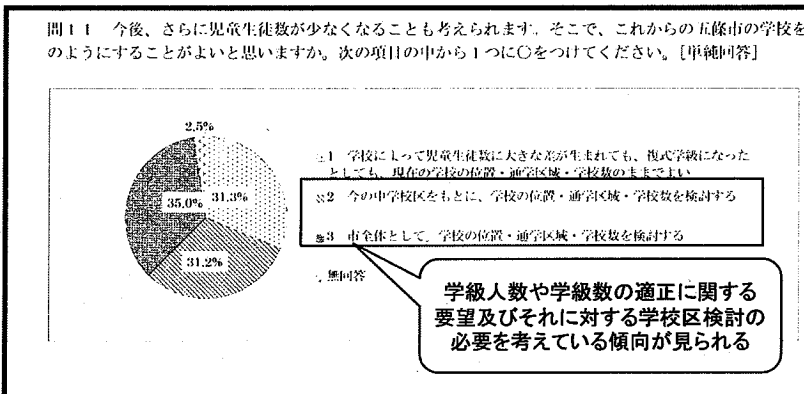 問11 今後、さらに児童生徒数が少なくなることも考えられます。そこで、これからの五條市の学校を
のようにすることがよいと思いますか。次の項目の中から1つに○をつけてください。[単純回答]
2.5%
35.0%
31.3%
31.2%
1 学校によって児童生徒数に大きな差が生まれても、複式学級になった
としても、現在の学校の位置・通学区域・学校数のままでよい
2 今の中学校区をもとに、学校の位置・通学区域・学校数を検討する
3 市全体として、学校の位置・通学区域・学校数を検討する
無回答
学級人数や学級数の適正に関する
要望及びそれに対する学校区検討の
必要を考えている傾向が見られる